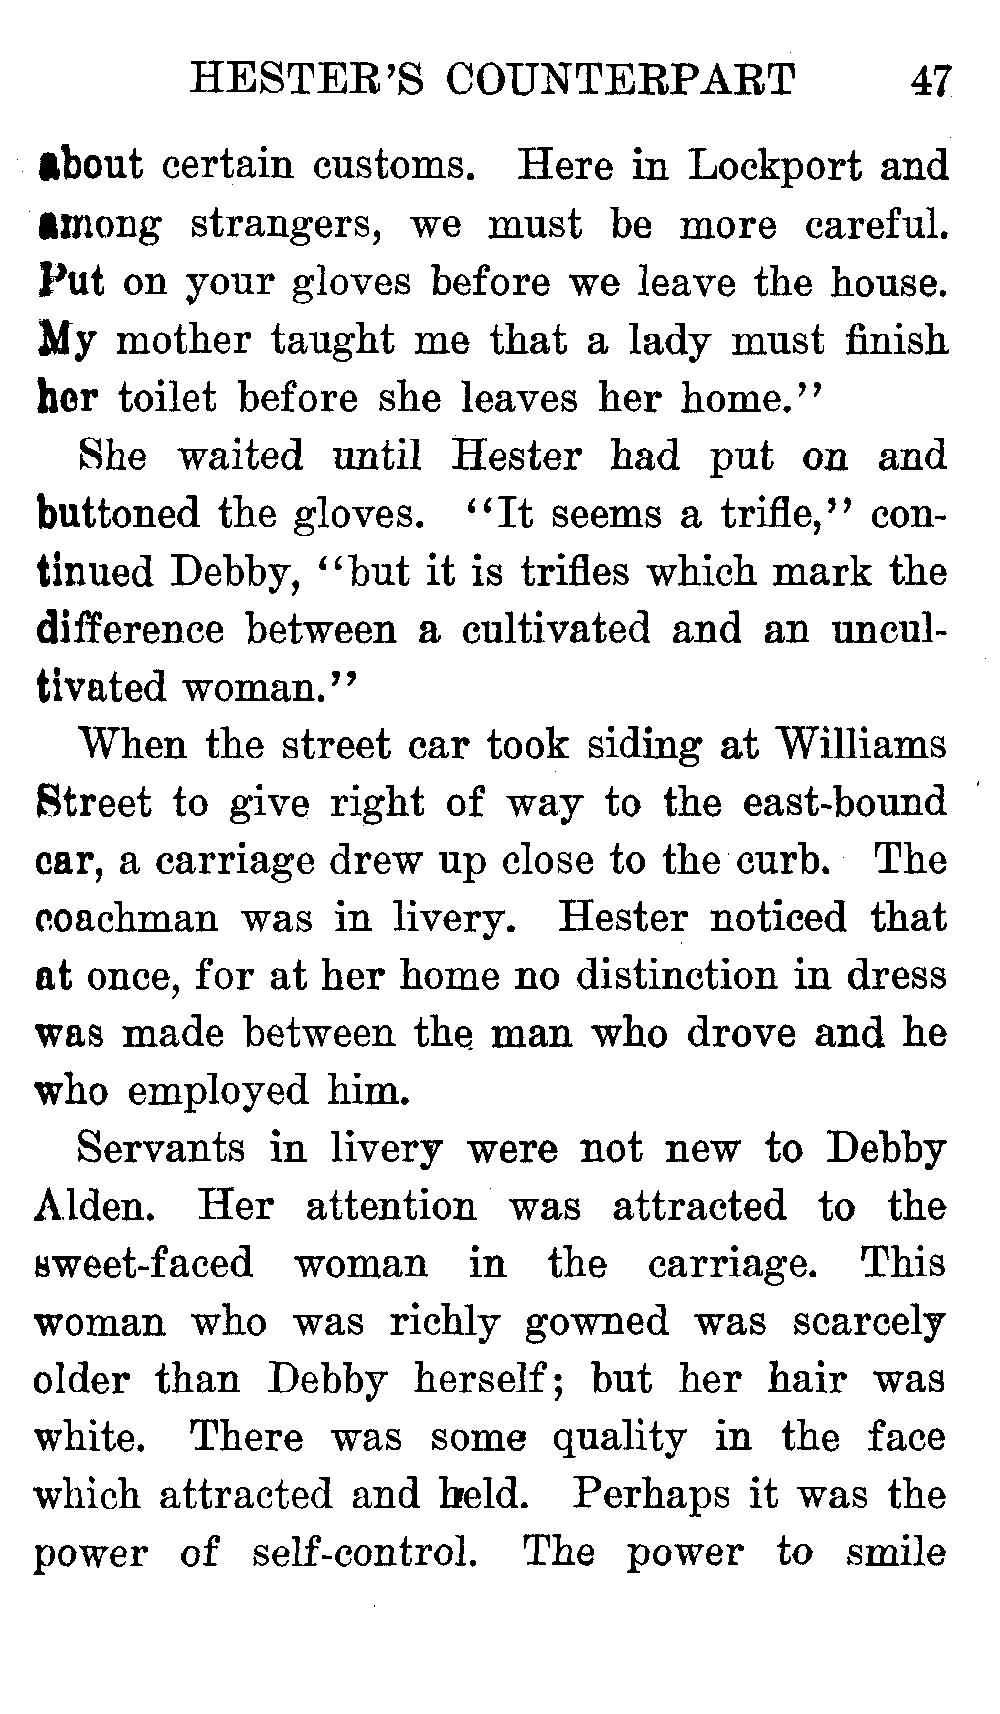 HESTER'S COUNTERPART 47
about certain customs. Here in Lockport and
among strangers, we must be more careful.
Put on your gloves before we leave the house.
My mother taught me that a lady must finish
her toilet before she leaves her home.''
She waited until Hester had put on and
buttoned the gloves. ``It seems a trifle,'' con-
tinued Debby, ``but it is trifles which mark the
difference between a cultivated and an uncul-
tivated woman.''
When the street car took siding at Williams
Street to give right of way to the east-bound
car, a carriage drew up close to the curb. The
coachman was in livery. Hester noticed that
at once, for at her home no distinction in dress
was made between the man who drove and he
who employed him.
Servants in livery were not new to Debby
Alden. Her attention was attracted to the
sweet-faced woman in the carriage. This
woman who was richly gowned was scarcely
older than Debby herself; but her hair was
white. There was some quality in the face
which attracted and held. Perhaps it was the
power of self-control. The power to smile